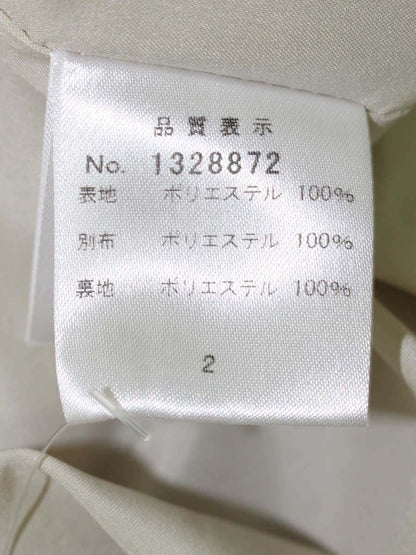 品質表示
No. 1328872
表地 ポリエステル 100%
別布 ポリエステル 100%
裏地 ポリエステル 100%
2